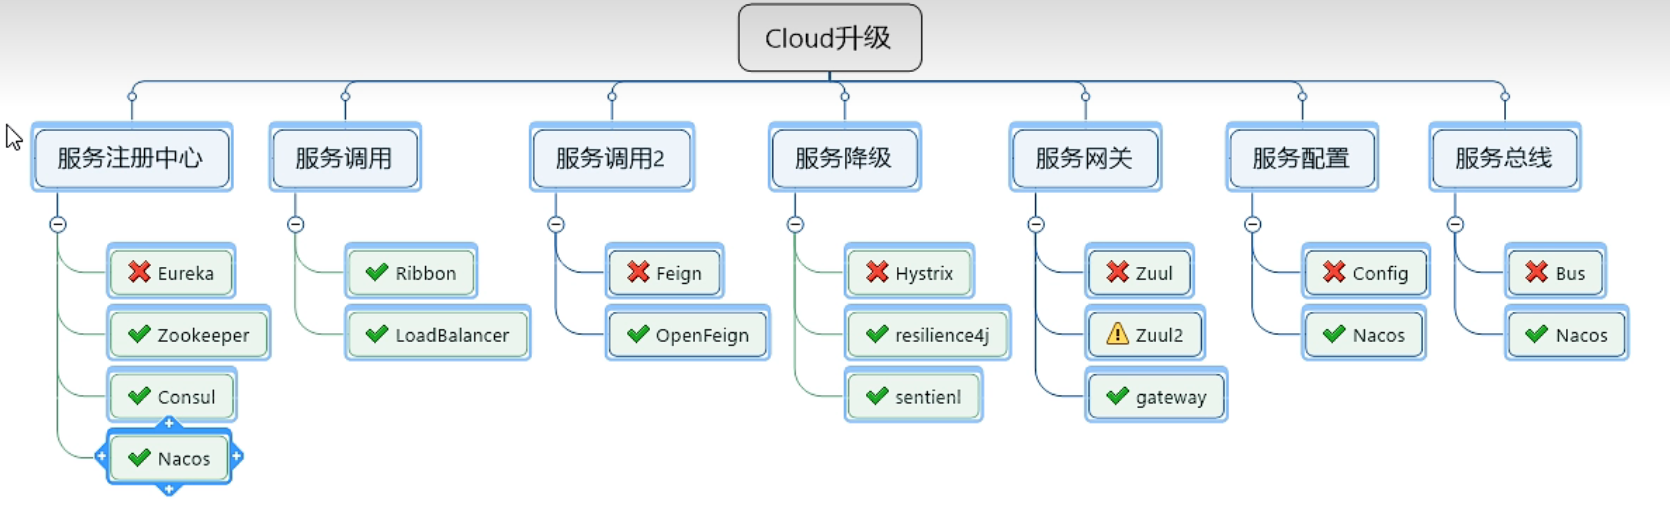 Cloud升级
服务注册中心
Eureka
Zookeeper
Consul
Nacos
服务调用
Ribbon
LoadBalancer
服务调用2
Feign
OpenFeign
服务降级
Hystrix
resilience4j
sentienl
服务网关
Zuul
Zuul2
gateway
服务配置
Config
Nacos
服务总线
Bus
Nacos